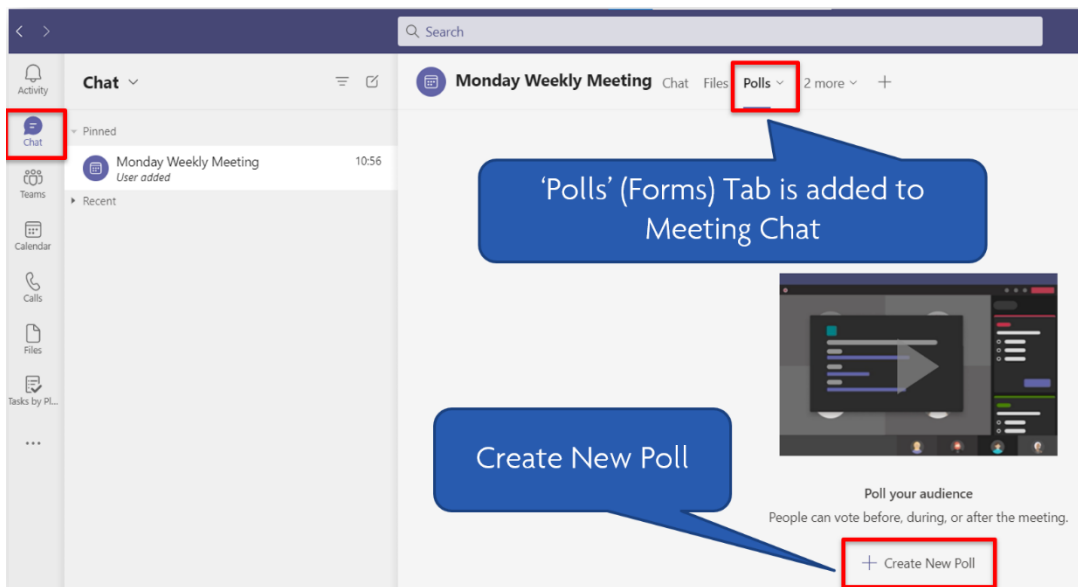 Search
Activity
Chat
Teams
Calendar
Calls
Files
Tasks by Pl...
Chat
Pinned
Monday Weekly Meeting 10:56
User added
Recent
Monday Weekly Meeting Chat Files Polls 2 more
‘Polls’ (Forms) Tab is added to
Meeting Chat
Create New Poll
Poll your audience
People can vote before, during, or after the meeting.
Create New Poll